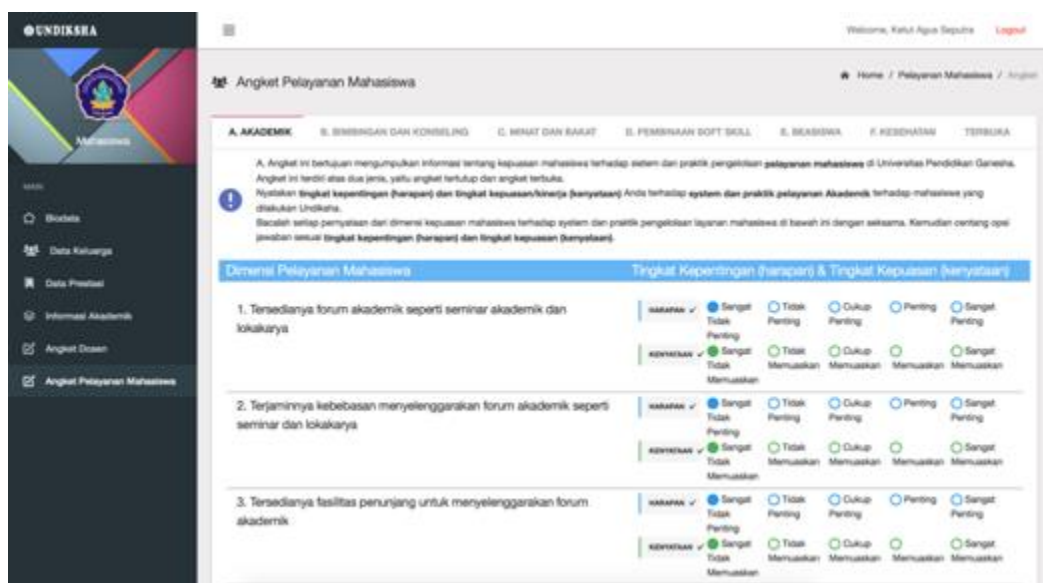 UNDIKSHA
Welcome, Ketut Agus Seputra Logout
Mahasiswa
Angket Pelayanan Mahasiswa
Home / Pelayanan Mahasiswa / Angket
MAIN
Biodata
Data Keluarga
Data Prestasi
Informasi Akademik
Angket Dosen
Angket Pelayanan Mahasiswa
A. AKADEMIK B. BIMBINGAN DAN KONSELING C. MINAT DAN BAKAT D. PEMBINAAN SOFT SKILL E. BEASISWA F. KESEHATAN TERBUKA
A. Angket ini bertujuan mengumpulkan informasi tentang kepuasan mahasiswa terhadap sistem dan praktik pengelolaan pelayanan mahasiswa di Universitas Pendidikan Ganesha.
Angket ini terdiri atas dua jenis, yaitu angket tertutup dan angket terbuka.
Nyatakan tingkat kepentingan (harapan) dan tingkat kepuasan/kinerja (kenyataan) Anda terhadap system dan praktik pelayanan Akademik terhadap mahasiswa yang
dilakukan Undiksha.
Bacalah setiap pernyataan dari dimensi kepuasan mahasiswa terhadap system dan praktik pengelolaan layanan mahasiswa di bawah ini dengan seksama. Kemudian centang opsi
jawaban sesuai tingkat kepentingan (harapan) dan tingkat kepuasan (kenyataan).
Dimensi Pelayanan Mahasiswa Tingkat Kepentingan (harapan) & Tingkat Kepuasan (kenyataan)
1. Tersedianya forum akademik seperti seminar akademik dan
lokakarya
HARAPAN Sangat Tidak Cukup Penting Sangat
Tidak Penting Penting Penting
Penting
KENYATAAN Sangat Tidak Cukup Sangat
Tidak Memuaskan Memuaskan Memuaskan Memuaskan
Memuaskan
2. Terjaminnya kebebasan menyelenggarakan forum akademik seperti
seminar dan lokakarya
HARAPAN Sangat Tidak Cukup Penting Sangat
Tidak Penting Penting Penting
Penting
KENYATAAN Sangat Tidak Cukup Sangat
Tidak Memuaskan Memuaskan Memuaskan Memuaskan
Memuaskan
3. Tersedianya fasilitas penunjang untuk menyelenggarakan forum
akademik
HARAPAN Sangat Tidak Cukup Penting Sangat
Tidak Penting Penting Penting
Penting
KENYATAAN Sangat Tidak Cukup Sangat
Tidak Memuaskan Memuaskan Memuaskan Memuaskan
Memuaskan